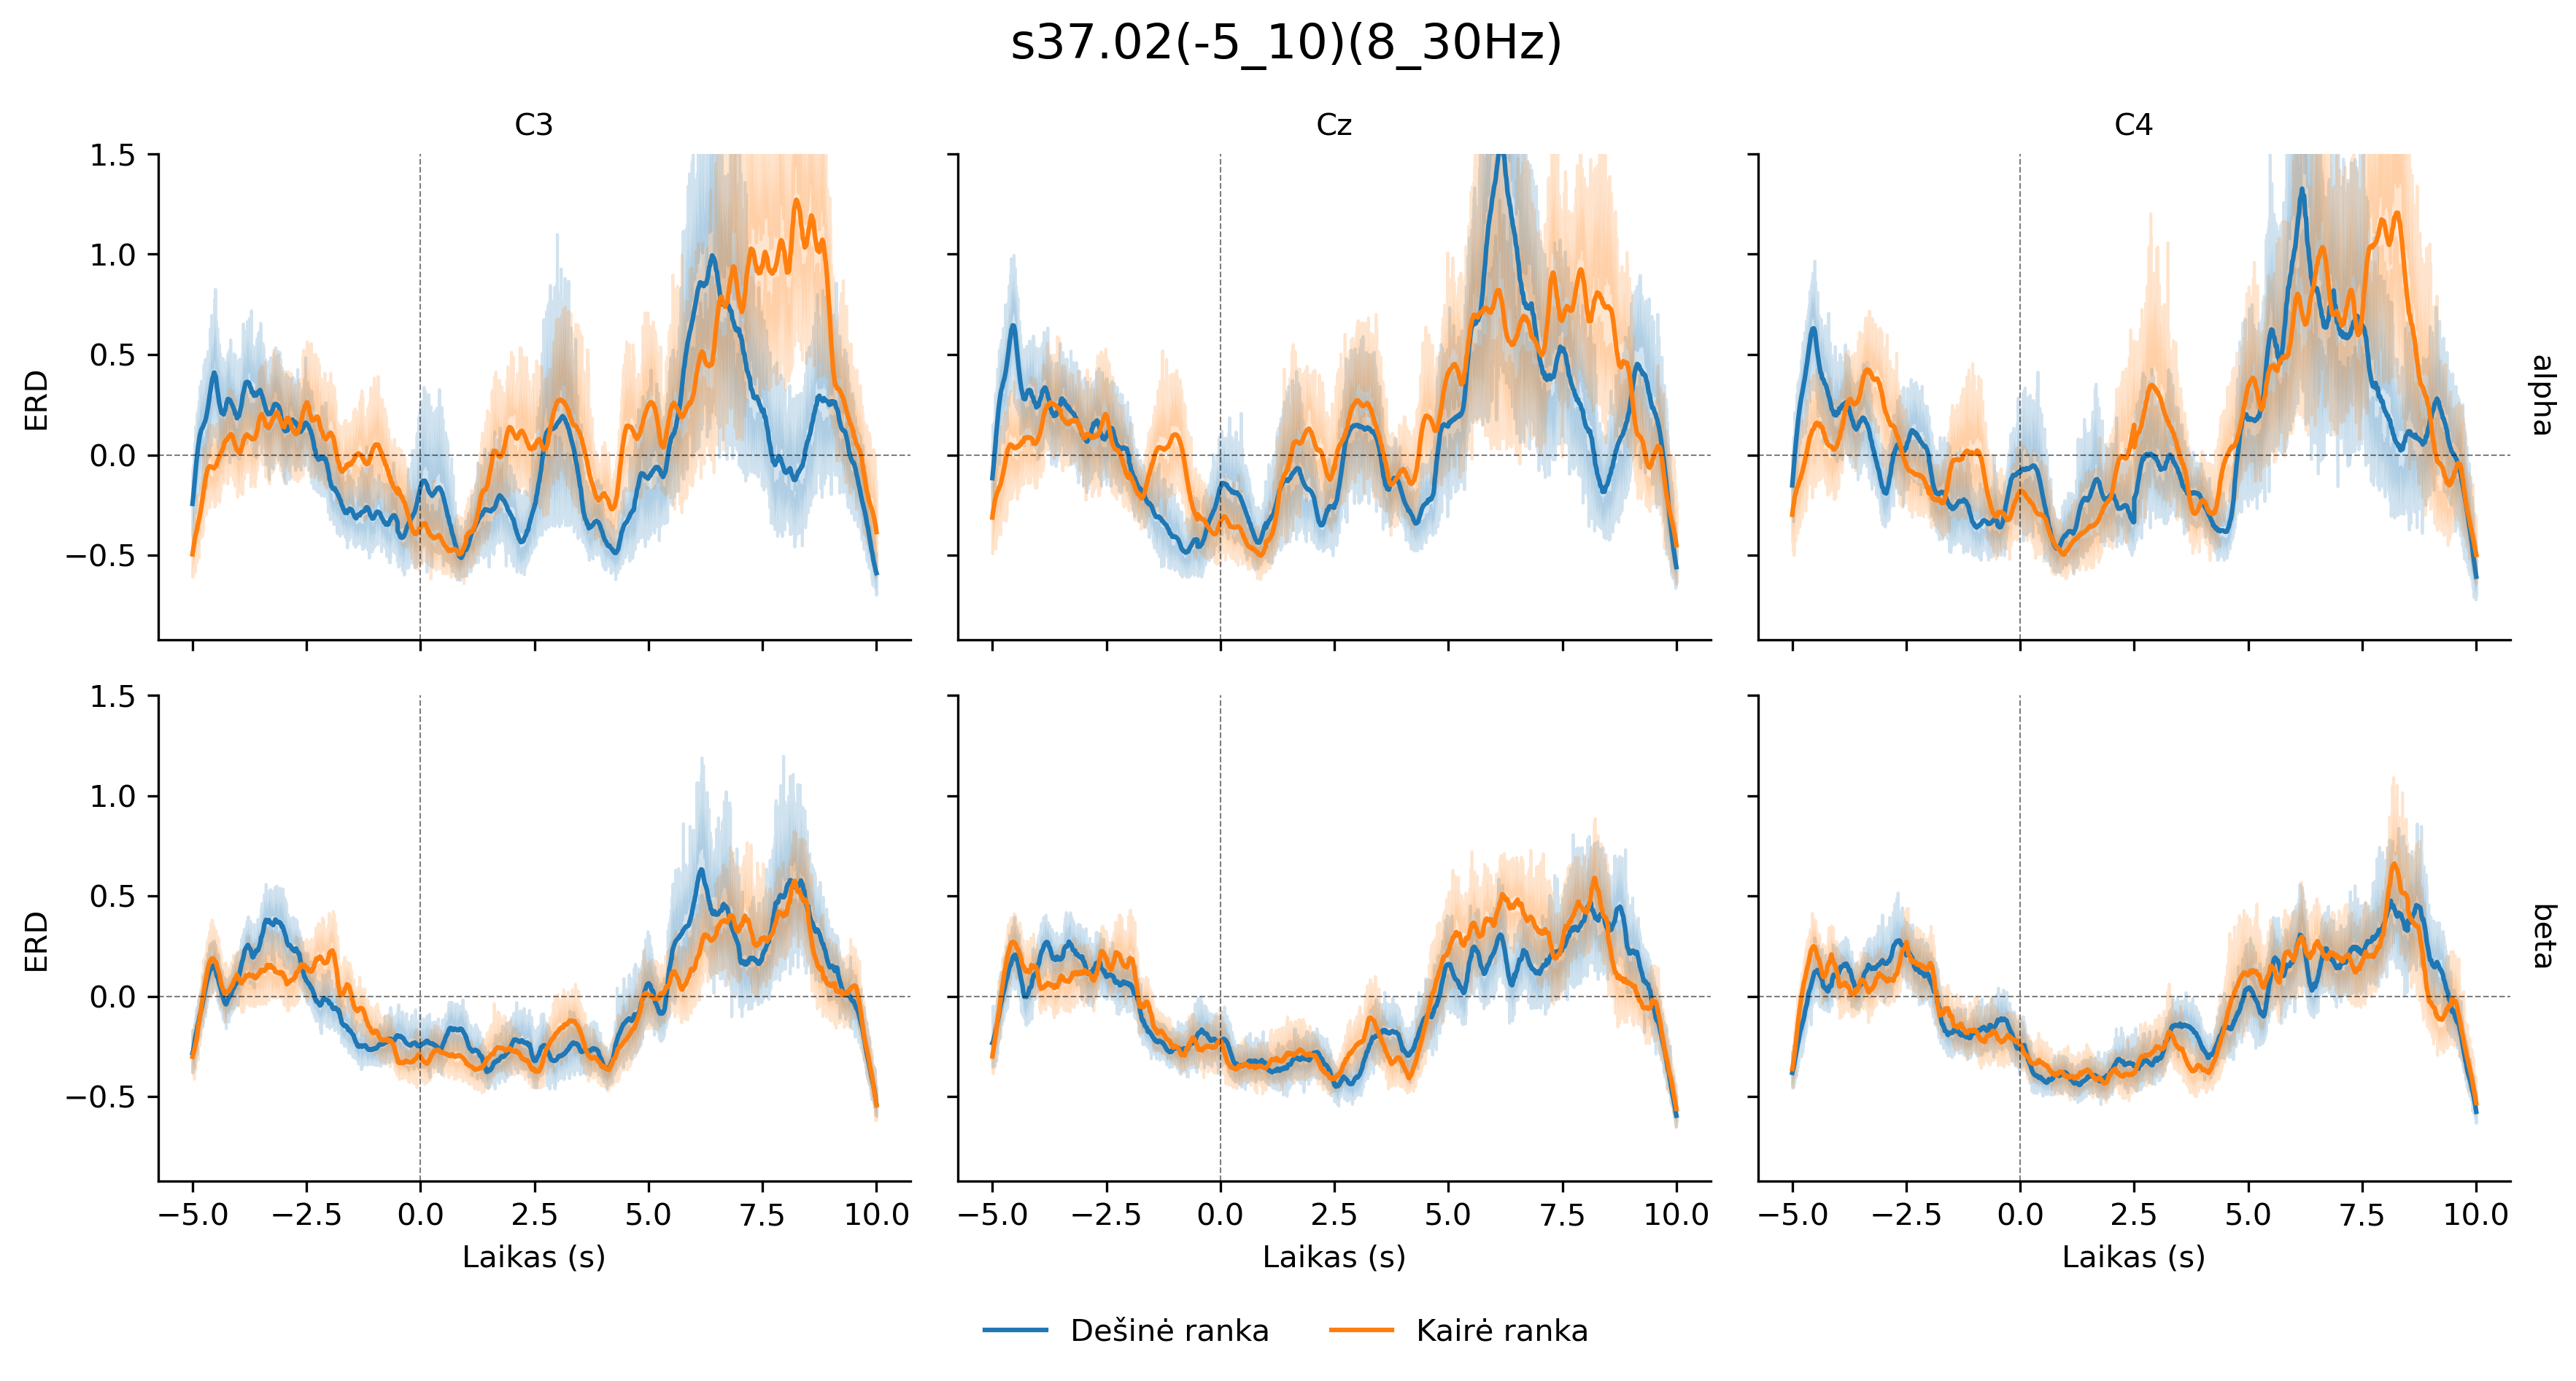 s37.02(-5_10)(8_30Hz)
C3 Cz C4
1.5
1.0
0.5
0.0
−0.5
ERD
alpha
1.5
1.0
0.5
0.0
−0.5
ERD
beta
−5.0 −2.5 0.0 2.5 5.0 7.5 10.0 −5.0 −2.5 0.0 2.5 5.0 7.5 10.0 −5.0 −2.5 0.0 2.5 5.0 7.5 10.0
Laikas (s) Laikas (s) Laikas (s)
Dešinė ranka Kairė ranka